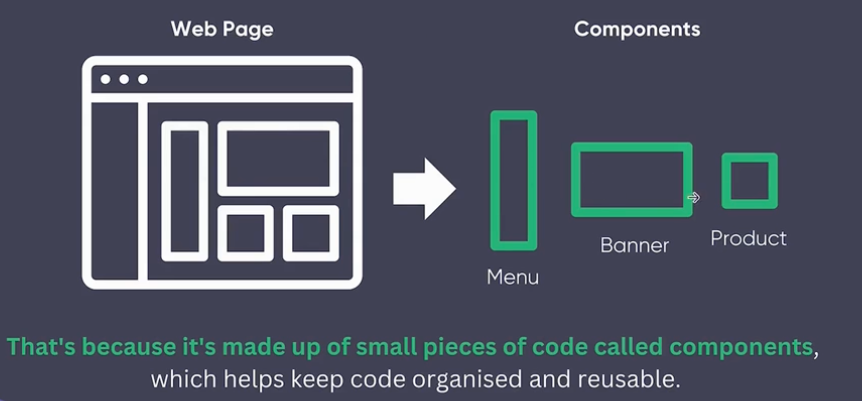 Web Page
Components
Menu
Banner
Product
That's because it's made up of small pieces of code called components,
which helps keep code organised and reusable.